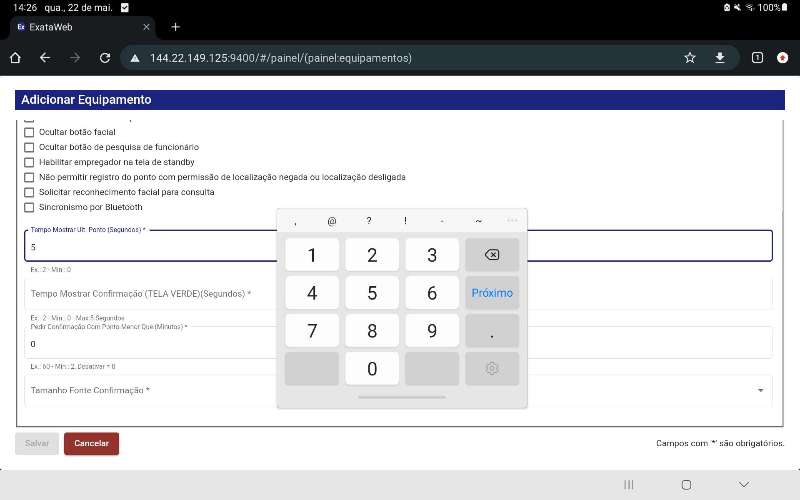 14:26 qua., 22 de mai.
100%
Ex ExataWeb
144.22.149.125:9400/#/painel/(painel:equipamentos)
1
Adicionar Equipamento
Ocultar botão facial
Ocultar botão de pesquisa de funcionário
Habilitar empregador na tela de standby
Não permitir registro do ponto com permissão de localização negada ou localização desligada
Solicitar reconhecimento facial para consulta
Sincronismo por Bluetooth
Tempo Mostrar Ult. Ponto (Segundos) *
5
Ex.: 2 - Min.: 0
Tempo Mostrar Confirmação (TELA VERDE)(Segundos) *
Ex.: 2 - Min.: 0 - Max 5 Segundos
Pedir Confirmação Com Ponto Menor Que (Minutos) *
0
Ex.: 60 - Min.: 2, Desativar = 0
Tamanho Fonte Confirmação *
, @ ? ! - ~ ...
1 2 3
4 5 6 Próximo
7 8 9 .
0
Salvar Cancelar
Campos com '*' são obrigatórios.